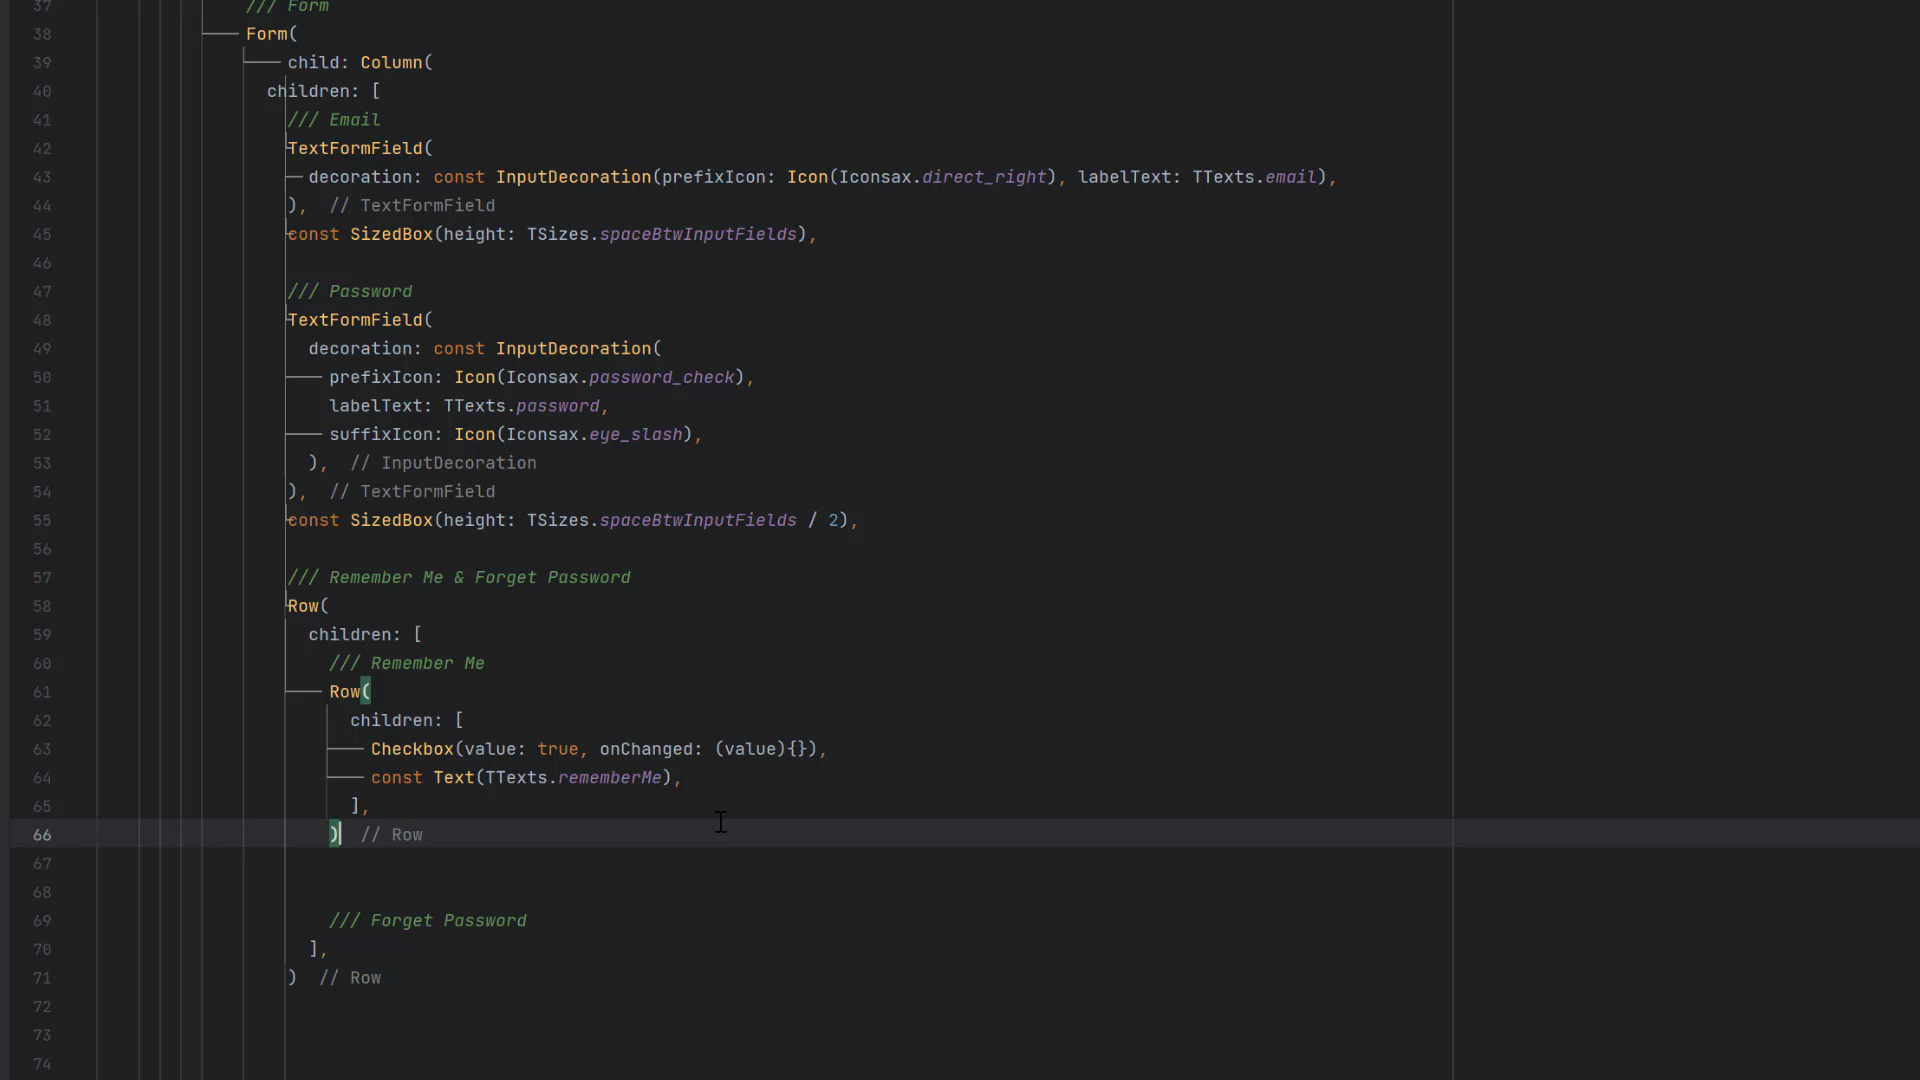 37 /// Form
38 Form(
39 child: Column(
40 children: [
41 /// Email
42 TextFormField(
43 decoration: const InputDecoration(prefixIcon: Icon(Iconsax.direct_right), labelText: TTexts.email),
44 ), // TextFormField
45 const SizedBox(height: TSizes.spaceBtwInputFields),
46
47 /// Password
48 TextFormField(
49 decoration: const InputDecoration(
50 prefixIcon: Icon(Iconsax.password_check),
51 labelText: TTexts.password,
52 suffixIcon: Icon(Iconsax.eye_slash),
53 ), // InputDecoration
54 ), // TextFormField
55 const SizedBox(height: TSizes.spaceBtwInputFields / 2),
56
57 /// Remember Me & Forget Password
58 Row(
59 children: [
60 /// Remember Me
61 Row(
62 children: [
63 Checkbox(value: true, onChanged: (value){}),
64 const Text(TTexts.rememberMe),
65 ],
66 ) // Row
67
68
69 /// Forget Password
70 ],
71 ) // Row
72
73
74